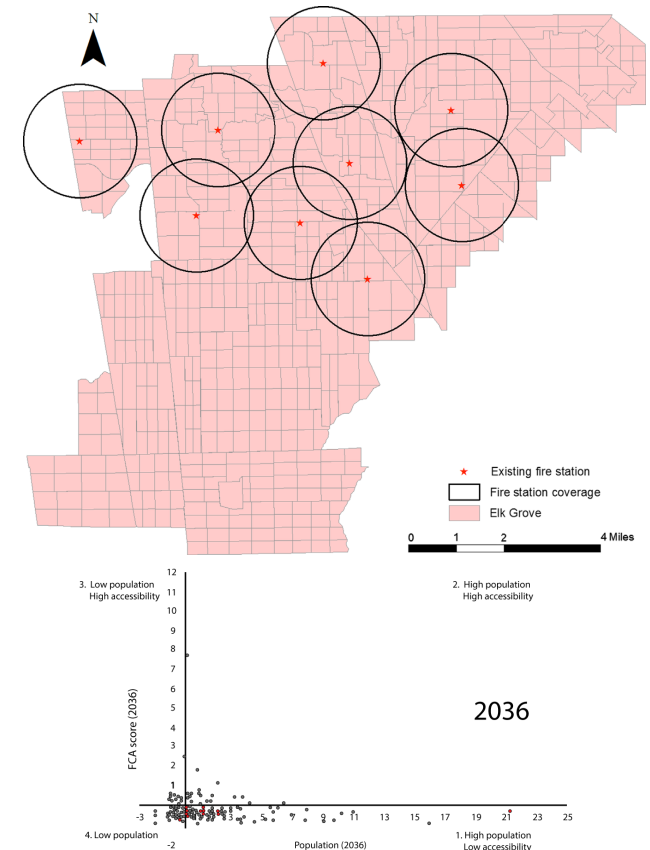 N
Existing fire station
Fire station coverage
Elk Grove
0 1 2 4 Miles
3. Low population
High accessibility
2. High population
High accessibility
12
11
10
9
8
7
6
5
4
3
2
1
FCA score (2036)
2036
-3 3 5 7 9 11 13 15 17 19 21 23 25
4. Low population
-2
Population (2036)
1. High population
Low accessibility